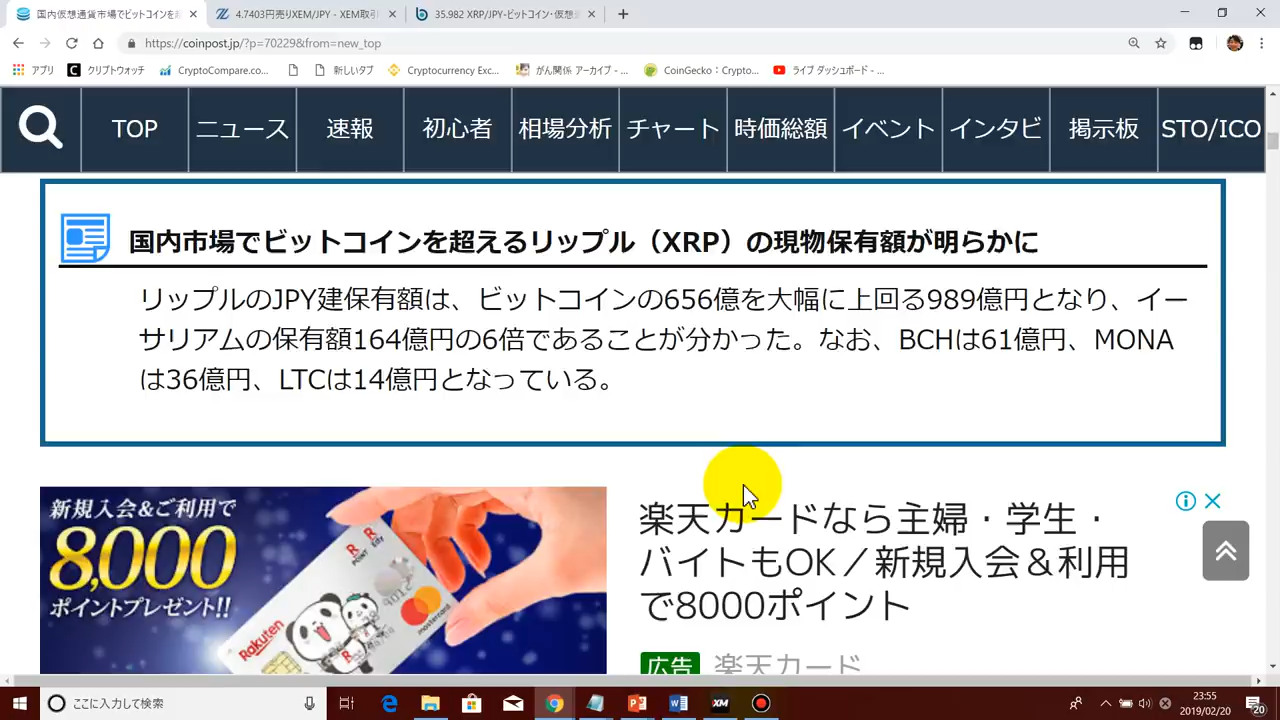 国内仮想通貨市場でビットコインを超
4.7403円売りXEM/JPY - XEM取引
35.982 XRP/JPY-ビットコイン・仮想通
https://coinpost.jp/?p=70229&from=new_top
アプリ
クリプトウォッチ
CryptoCompare.co...
新しいタブ
Cryptocurrency Exc...
がん関係 アーカイブ - ...
CoinGecko：Crypto...
ライブ ダッシュボード - ...
TOP
ニュース
速報
初心者
相場分析
チャート
時価総額
イベント
インタビ
掲示板
STO/ICO
国内市場でビットコインを超えるリップル（XRP）の現物保有額が明らかに
リップルのJPY建保有額は、ビットコインの656億を大幅に上回る989億円となり、イー
サリアムの保有額164億円の6倍であることが分かった。なお、BCHは61億円、MONA
は36億円、LTCは14億円となっている。
新規入会&ご利用で
8,000
ポイントプレゼント!!
Rakuten
mastercard
楽天カードなら主婦・学生・
バイトもOK／新規入会＆利用
で8000ポイント
広告 楽天カード
ここに入力して検索
XM
23:55
2019/02/20
20